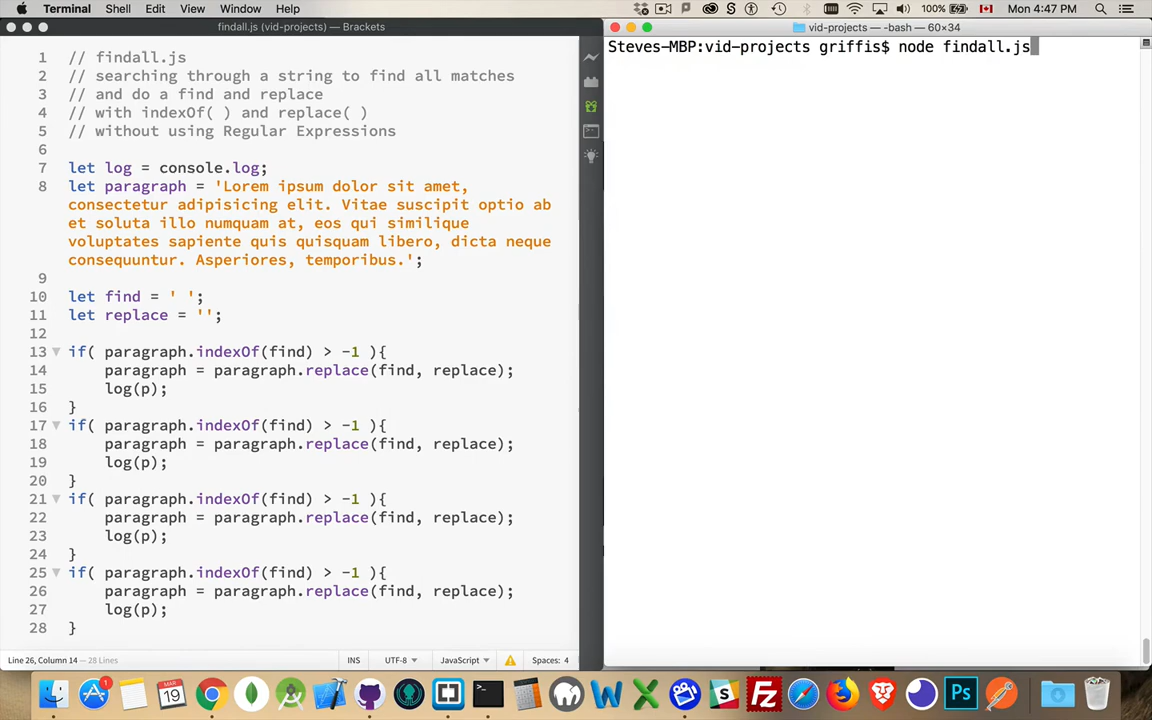 Terminal Shell Edit View Window Help
100% Mon 4:47 PM
findall.js (vid-projects) — Brackets
vid-projects — -bash — 60×34
1 // findall.js
2 // searching through a string to find all matches
3 // and do a find and replace
4 // with indexOf( ) and replace( )
5 // without using Regular Expressions
6
7 let log = console.log;
8 let paragraph = 'Lorem ipsum dolor sit amet,
consectetur adipisicing elit. Vitae suscipit optio ab
et soluta illo numquam at, eos qui similique
voluptates sapiente quis quisquam libero, dicta neque
consequuntur. Asperiores, temporibus.';
9
10 let find = ' ';
11 let replace = '';
12
13 if( paragraph.indexOf(find) > -1 ){
14 paragraph = paragraph.replace(find, replace);
15 log(p);
16 }
17 if( paragraph.indexOf(find) > -1 ){
18 paragraph = paragraph.replace(find, replace);
19 log(p);
20 }
21 if( paragraph.indexOf(find) > -1 ){
22 paragraph = paragraph.replace(find, replace);
23 log(p);
24 }
25 if( paragraph.indexOf(find) > -1 ){
26 paragraph = paragraph.replace(find, replace);
27 log(p);
28 }
Line 26, Column 14 — 28 Lines
INS UTF-8 JavaScript Spaces: 4
Steves-MBP:vid-projects griffis$ node findall.js
1
MAR
19
Ps